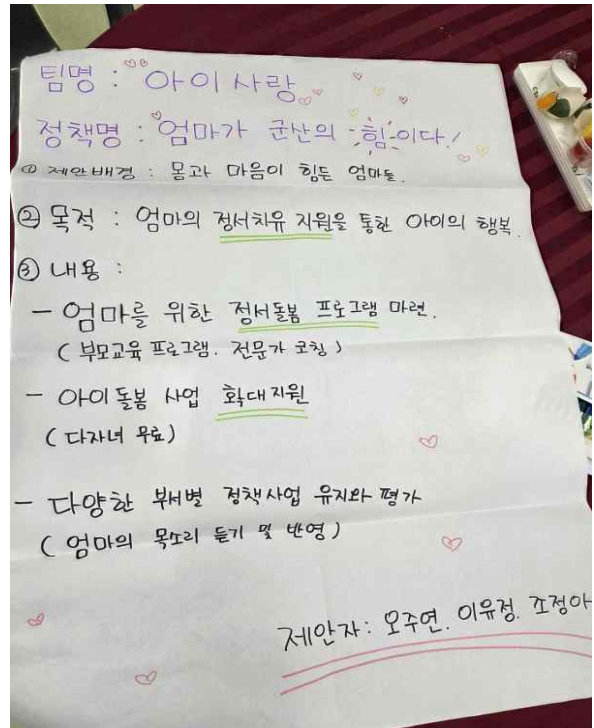 팀명 : 아이사랑
정책명 : 엄마가 군산의 힘이다!
① 제안배경 : 몸과 마음이 힘든 엄마들.
② 목적 : 엄마의 정서치유 지원을 통한 아이의 행복.
③ 내용 :
- 엄마를 위한 정서돌봄 프로그램 마련.
( 부모교육 프로그램. 전문가 코칭 )
- 아이돌봄 사업 확대지원
( 다자녀 무료 )
- 다양한 부서별 정책사업 유지와 평가
( 엄마의 목소리 듣기 및 반영 )
제안자 : 오주연. 이유정. 조정아